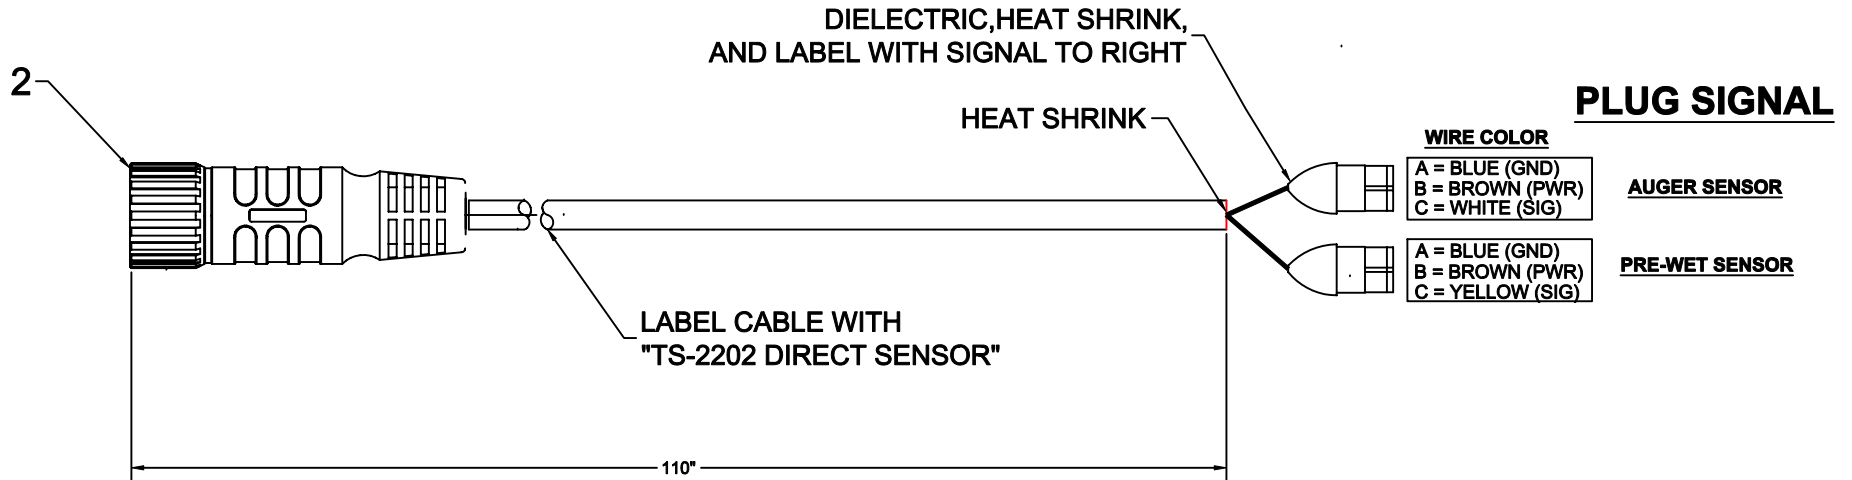 DIELECTRIC,HEAT SHRINK,
AND LABEL WITH SIGNAL TO RIGHT
2
HEAT SHRINK
PLUG SIGNAL
WIRE COLOR
A = BLUE (GND)
B = BROWN (PWR)
C = WHITE (SIG)
AUGER SENSOR
A = BLUE (GND)
B = BROWN (PWR)
C = YELLOW (SIG)
PRE-WET SENSOR
LABEL CABLE WITH
"TS-2202 DIRECT SENSOR"
110"